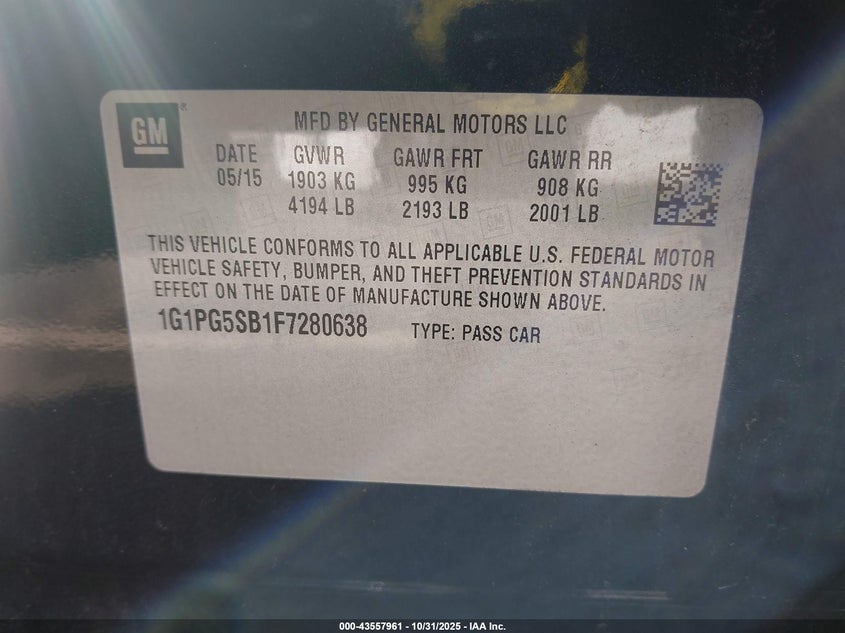 GM®
MFD BY GENERAL MOTORS LLC
DATE GVWR GAWR FRT GAWR RR
05/15 1903 KG 995 KG 908 KG
4194 LB 2193 LB 2001 LB
THIS VEHICLE CONFORMS TO ALL APPLICABLE U.S. FEDERAL MOTOR
VEHICLE SAFETY, BUMPER, AND THEFT PREVENTION STANDARDS IN
EFFECT ON THE DATE OF MANUFACTURE SHOWN ABOVE.
1G1PG5SB1F7280638 TYPE: PASS CAR
000-43557961 - 10/31/2025 - IAA Inc.